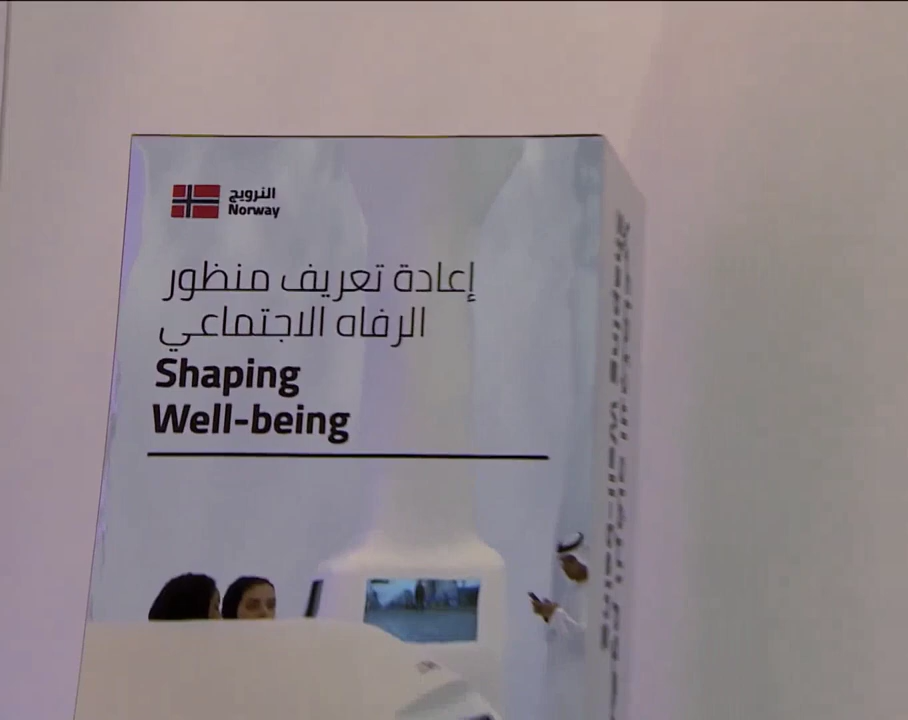 النرويج
Norway
إعادة تعريف منظور
الرفاه الاجتماعي
Shaping
Well-being